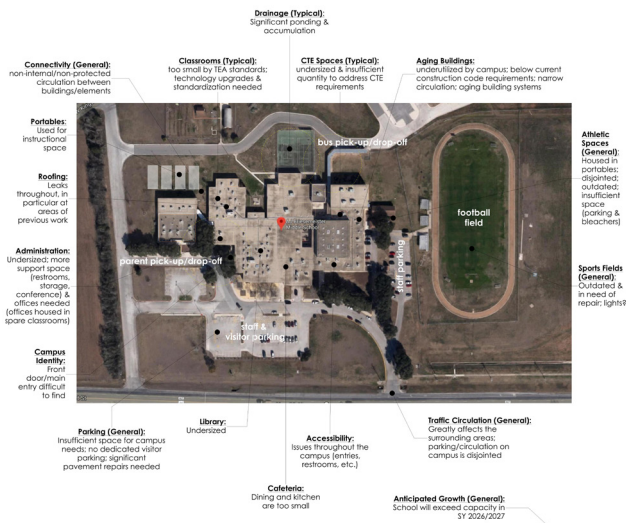 Drainage (Typical):
Significant ponding &
accumulation
Connectivity (General):
non-internal/non-protected
circulation between
buildings/elements
Classrooms (Typical):
too small by TEA standards;
technology upgrades &
standardization needed
CTE Spaces (Typical):
undersized & insufficient
quantity to address CTE
requirements
Aging Buildings:
underutilized by campus; below current
construction code requirements; narrow
circulation; aging building systems
Portables:
Used for
instructional
space
Roofing:
Leaks
throughout, in
particular at
areas of
previous work
Administration:
Undersized; more
support space
(restrooms,
storage,
conference) &
offices needed
(offices housed in
spare classrooms)
Campus
Identity:
Front
door/main
entry difficult
to find
bus pick-up/drop-off
football
field
parent pick-up/drop-off
staff parking
staff &
visitor parking
Athletic
Spaces
(General):
Housed in
portables;
disjointed;
outdated;
insufficient
space
(parking &
bleachers)
Sports Fields
(General):
Outdated &
in need of
repair; lights?
Parking (General):
Insufficient space for campus
needs; no dedicated visitor
parking; significant
pavement repairs needed
Library:
Undersized
Accessibility:
Issues throughout the
campus (entries,
restrooms, etc.)
Traffic Circulation (General):
Greatly affects the
surrounding areas;
parking/circulation on
campus is disjointed
Cafeteria:
Dining and kitchen
are too small
Anticipated Growth (General):
School will exceed capacity in
SY 2026/2027